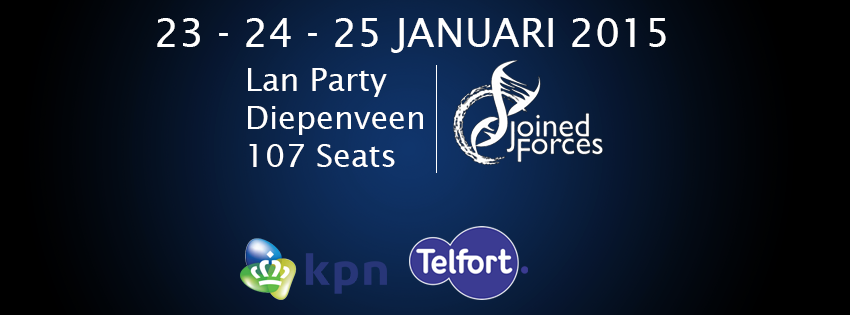 23 - 24 - 25 JANUARI 2015
Lan Party
Diepenveen
107 Seats
Joined
Forces
kpn
Telfort.